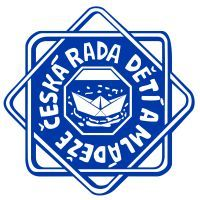 ČESKÁ RADA DĚTÍ A MLÁDEŽE